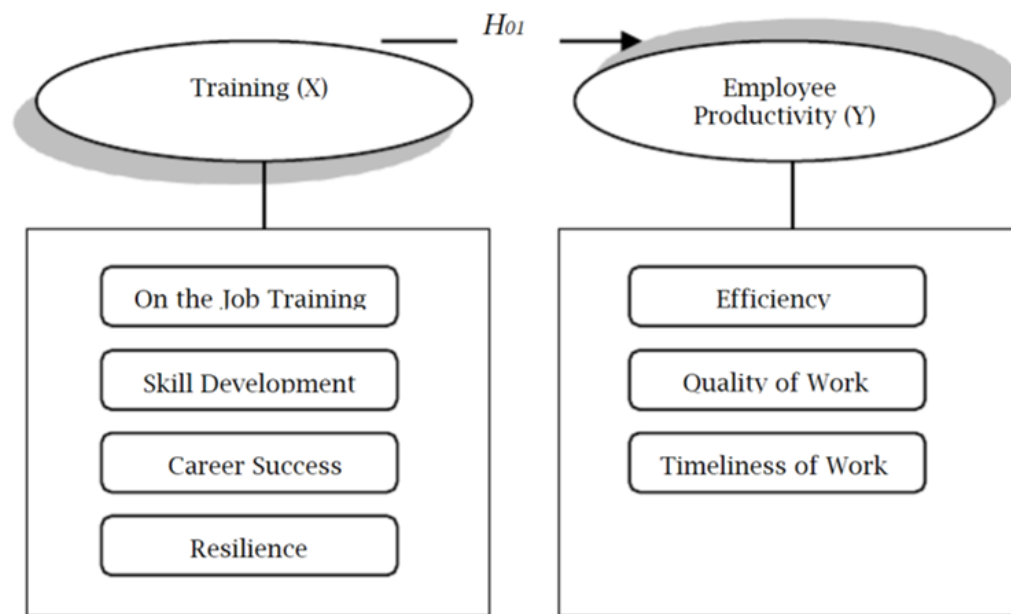 H01
Training (X)
Employee
Productivity (Y)
On the Job Training
Skill Development
Career Success
Resilience
Efficiency
Quality of Work
Timeliness of Work